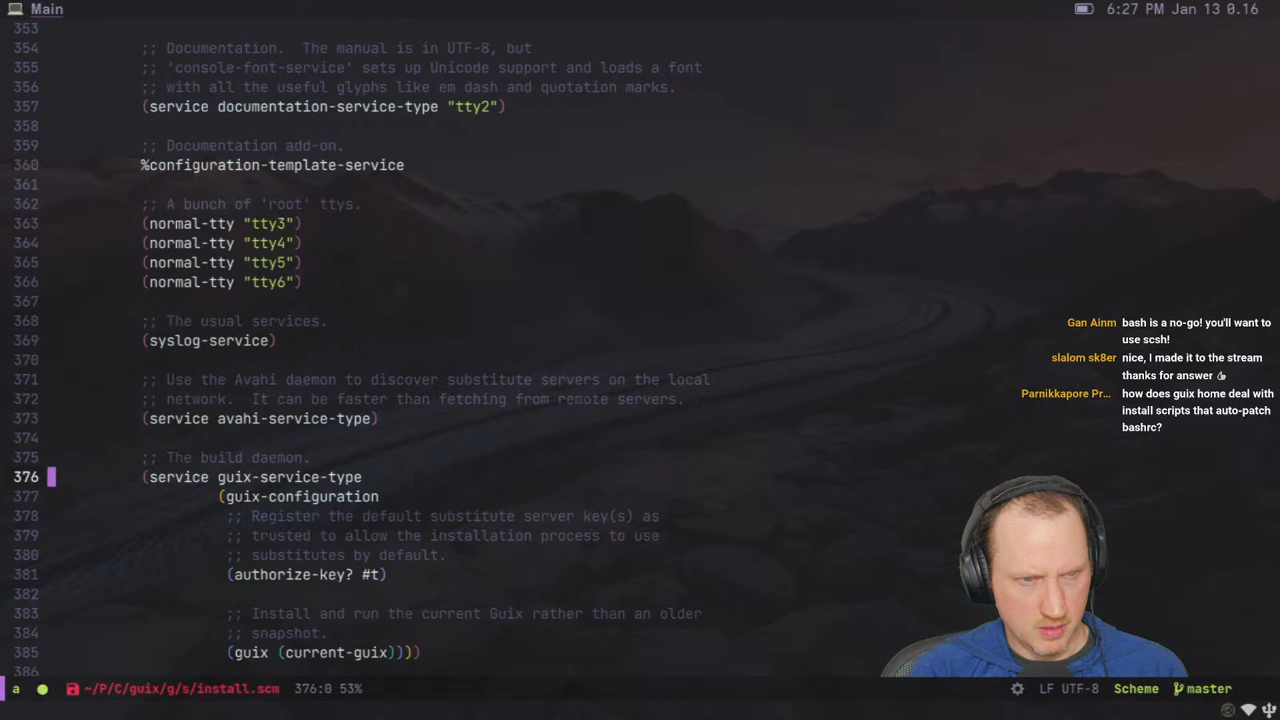 Main
6:27 PM Jan 13 0.16
353
354 ;; Documentation.  The manual is in UTF-8, but
355 ;; 'console-font-service' sets up Unicode support and loads a font
356 ;; with all the useful glyphs like em dash and quotation marks.
357 (service documentation-service-type "tty2")
358
359 ;; Documentation add-on.
360 %configuration-template-service
361
362 ;; A bunch of 'root' ttys.
363 (normal-tty "tty3")
364 (normal-tty "tty4")
365 (normal-tty "tty5")
366 (normal-tty "tty6")
367
368 ;; The usual services.
369 (syslog-service)
370
371 ;; Use the Avahi daemon to discover substitute servers on the local
372 ;; network.  It can be faster than fetching from remote servers.
373 (service avahi-service-type)
374
375 ;; The build daemon.
376 (service guix-service-type
377 (guix-configuration
378 ;; Register the default substitute server key(s) as
379 ;; trusted to allow the installation process to use
380 ;; substitutes by default.
381 (authorize-key? #t)
382
383 ;; Install and run the current Guix rather than an older
384 ;; snapshot.
385 (guix (current-guix))))
386
Gan Ainm bash is a no-go! you'll want to
use scsh!
slalom sk8er nice, I made it to the stream
thanks for answer
Parnikkapore Pr... how does guix home deal with
install scripts that auto-patch
bashrc?
a ~/P/C/guix/g/s/install.scm 376:0 53%
LF UTF-8 Scheme master